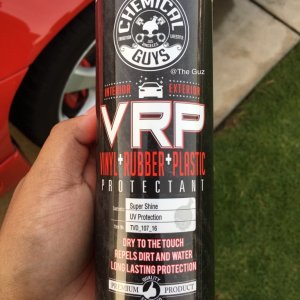 CHEMICAL
GUYS
@The Guz
INTERIOR EXTERIOR
VRP
VINYL+RUBBER+PLASTIC
PROTECTANT
Super Shine
UV Protection
TVD_107_16
DRY TO THE TOUCH
REPELS DIRT AND WATER
LONG LASTING PROTECTION
QUALITY
PREMIUM PRODUCT